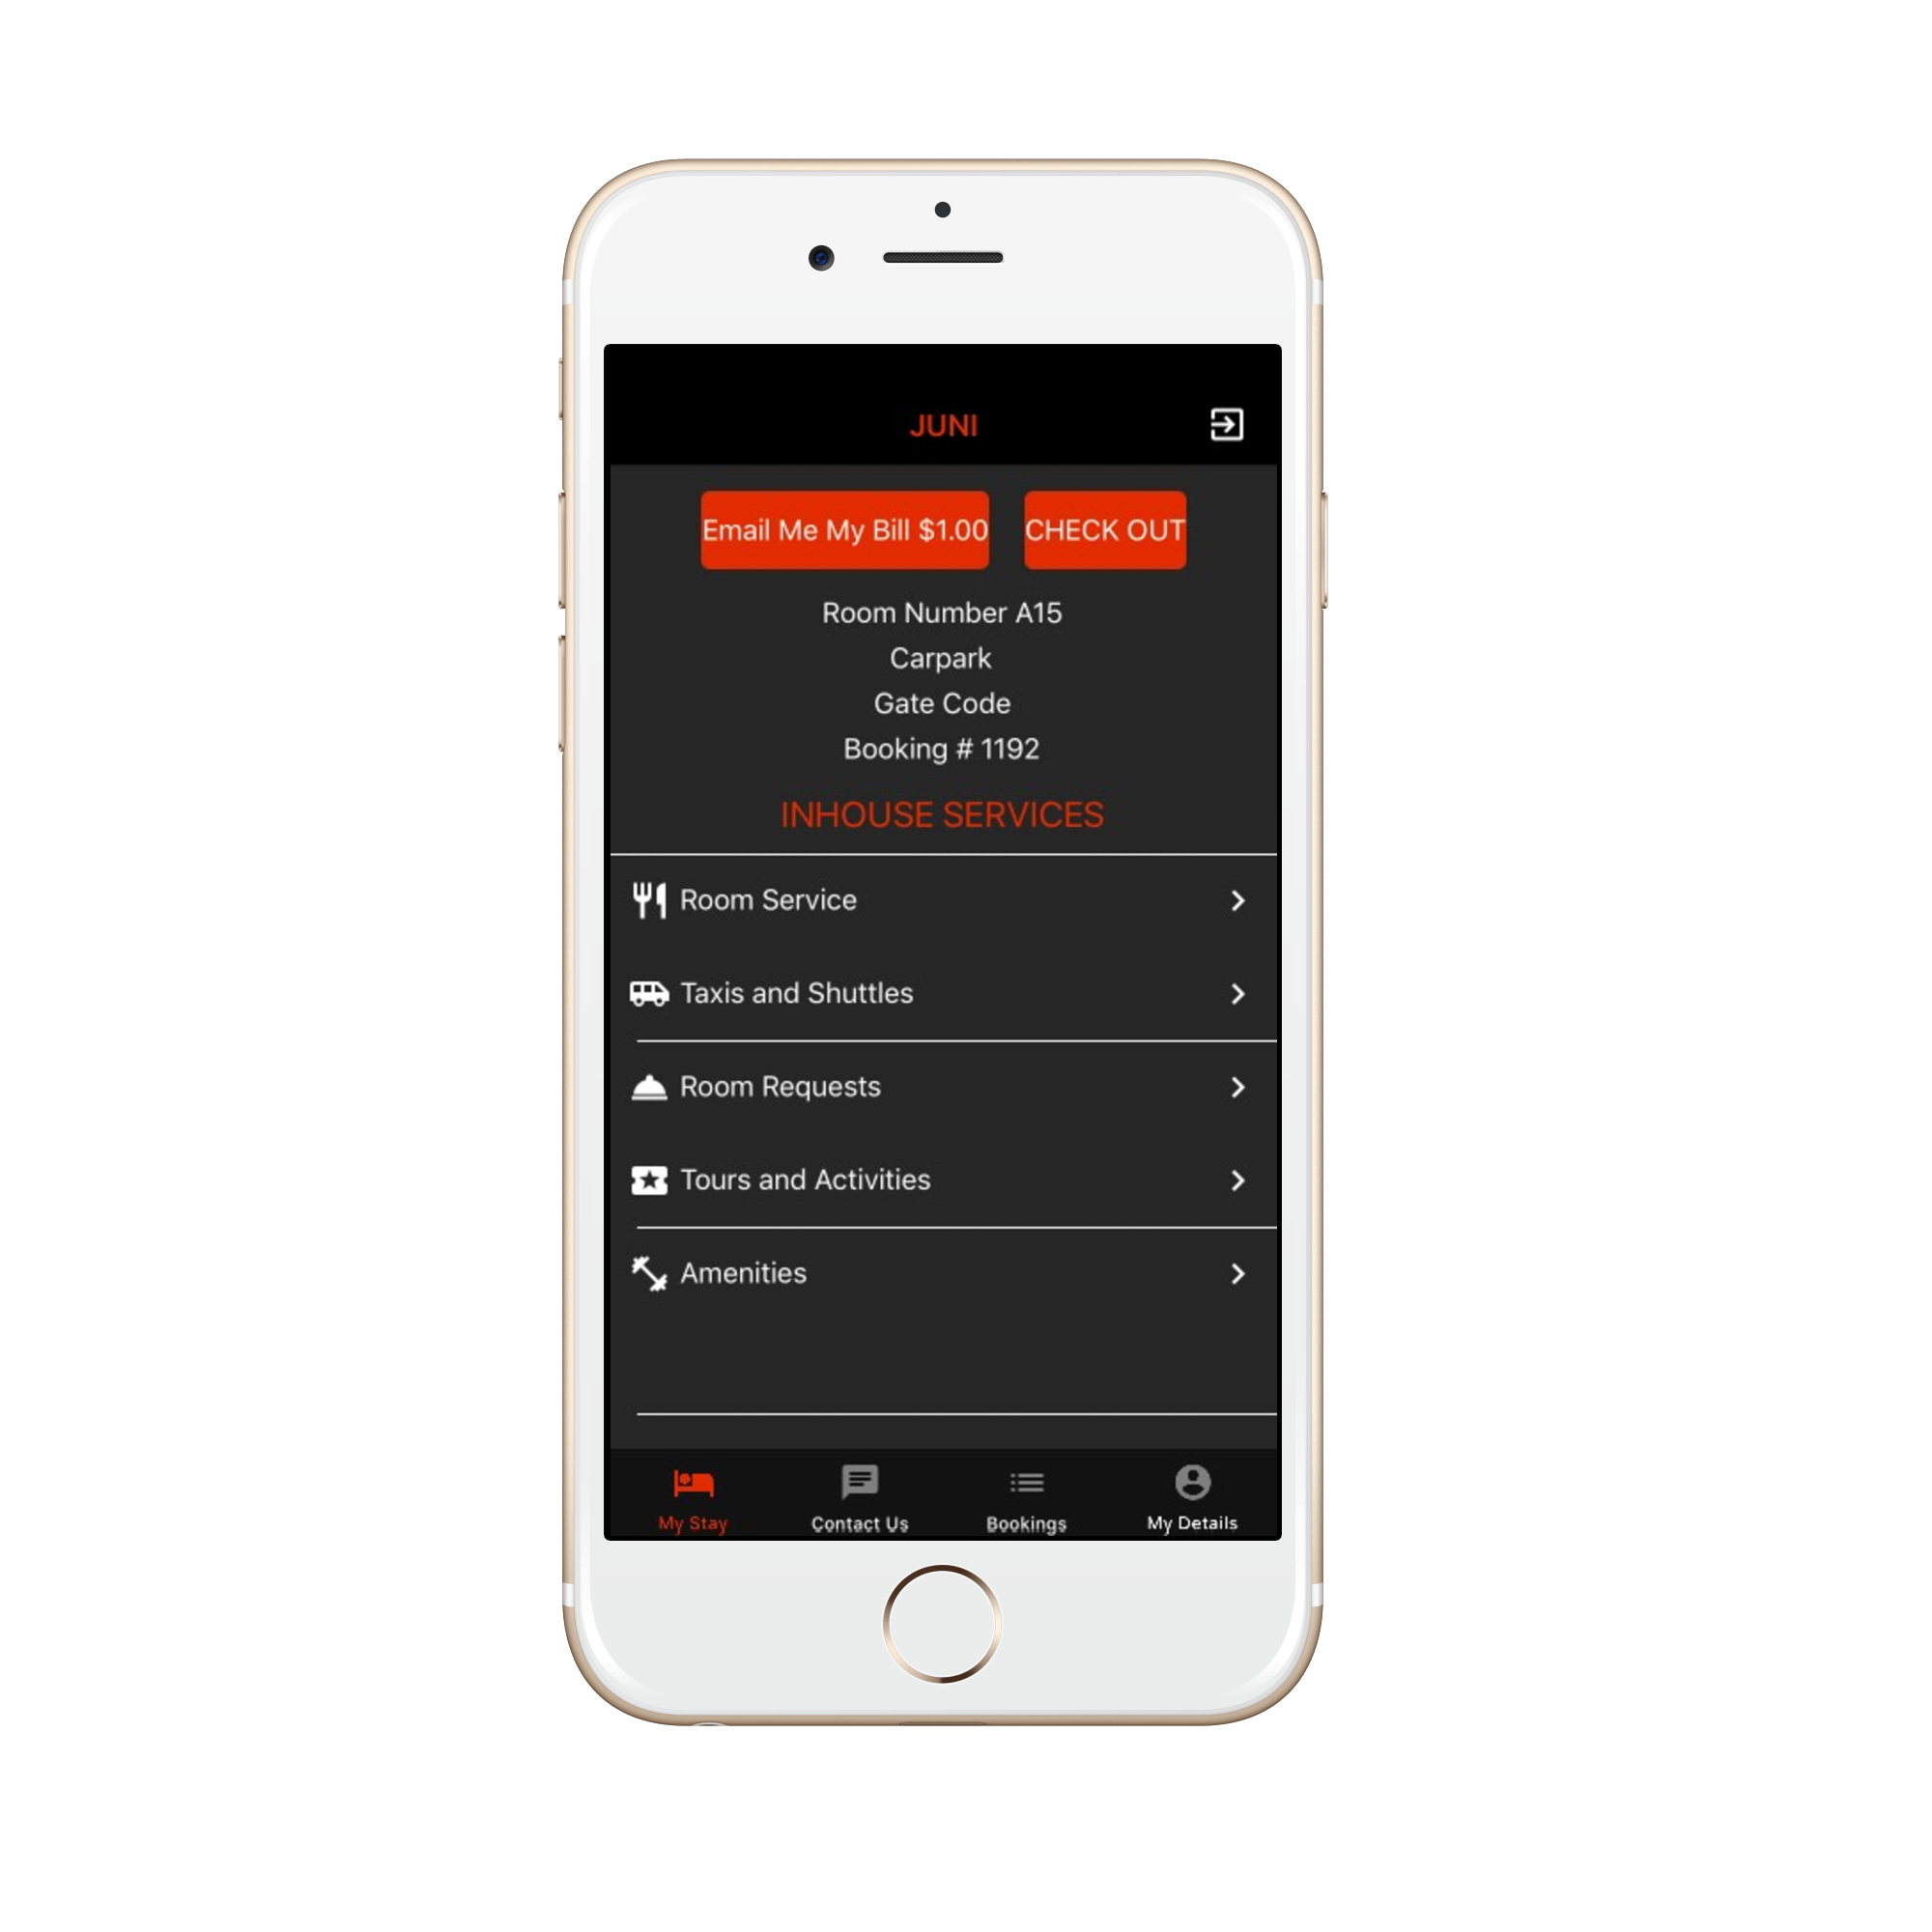 JUNI
Email Me My Bill $1.00 CHECK OUT
Room Number A15
Carpark
Gate Code
Booking # 1192
INHOUSE SERVICES
Room Service
Taxis and Shuttles
Room Requests
Tours and Activities
Amenities
My Stay Contact Us Bookings My Details